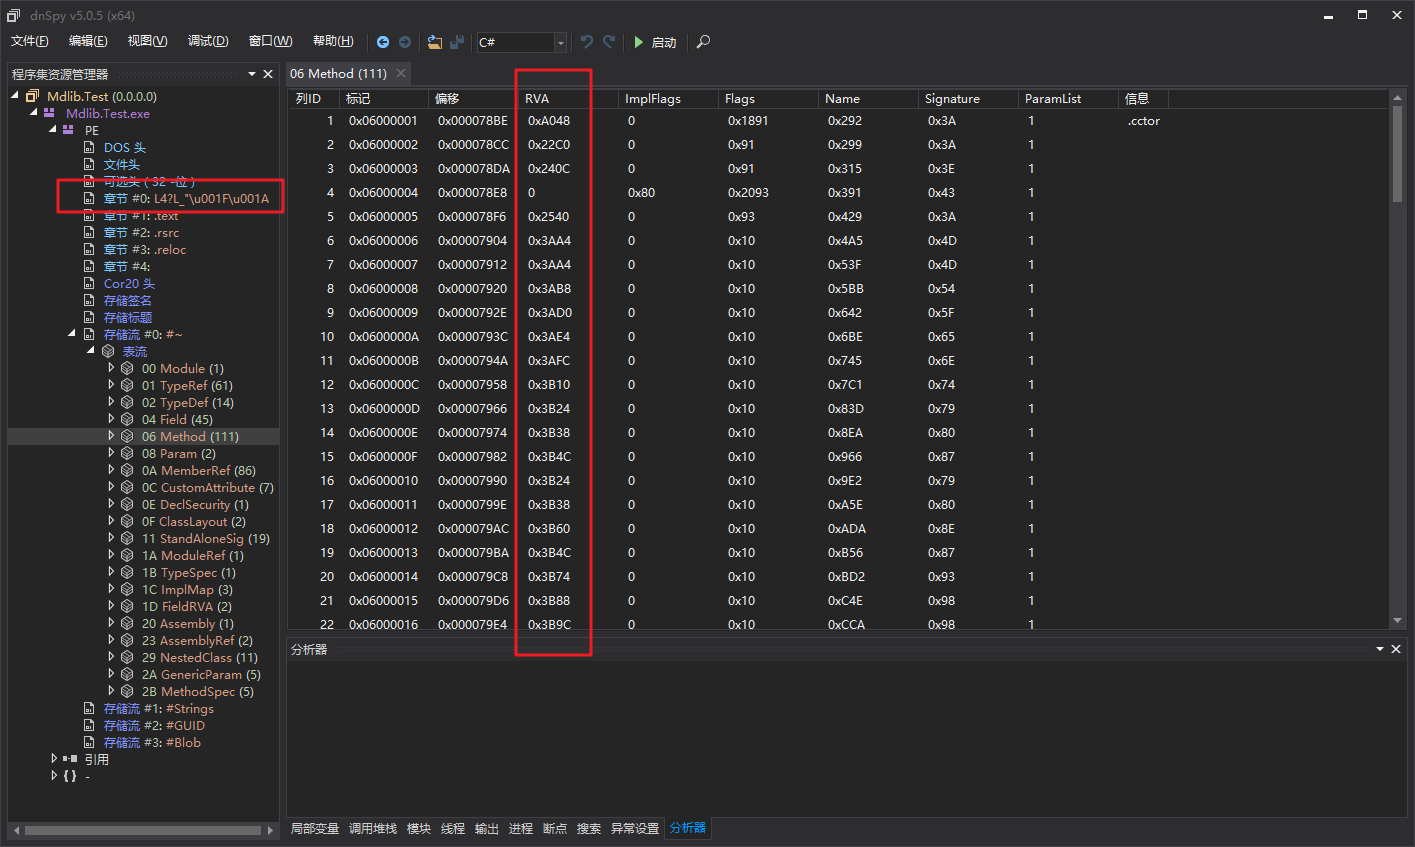 dnSpy v5.0.5 (x64)
文件(F) 编辑(E) 视图(V) 调试(D) 窗口(W) 帮助(H) C# 启动
程序集资源管理器
Mdlib.Test (0.0.0.0)
Mdlib.Test.exe
PE
DOS 头
文件头
可选头 ( 32 -位 )
章节 #0: L4?L_"\u001F\u001A
章节 #1: .text
章节 #2: .rsrc
章节 #3: .reloc
章节 #4:
Cor20 头
存储签名
存储标题
存储流 #0: #~
表流
00 Module (1)
01 TypeRef (61)
02 TypeDef (14)
04 Field (45)
06 Method (111)
08 Param (2)
0A MemberRef (86)
0C CustomAttribute (7)
0E DeclSecurity (1)
0F ClassLayout (2)
11 StandAloneSig (19)
1A ModuleRef (1)
1B TypeSpec (1)
1C ImplMap (3)
1D FieldRVA (2)
20 Assembly (1)
23 AssemblyRef (2)
29 NestedClass (11)
2A GenericParam (5)
2B MethodSpec (5)
存储流 #1: #Strings
存储流 #2: #GUID
存储流 #3: #Blob
引用
{ } -
06 Method (111)
列ID 标记 偏移 RVA ImplFlags Flags Name Signature ParamList 信息
1 0x06000001 0x000078BE 0xA048 0 0x1891 0x292 0x3A 1 .cctor
2 0x06000002 0x000078CC 0x22C0 0 0x91 0x299 0x3A 1
3 0x06000003 0x000078DA 0x240C 0 0x91 0x315 0x3E 1
4 0x06000004 0x000078E8 0 0x80 0x2093 0x391 0x43 1
5 0x06000005 0x000078F6 0x2540 0 0x93 0x429 0x3A 1
6 0x06000006 0x00007904 0x3AA4 0 0x10 0x4A5 0x4D 1
7 0x06000007 0x00007912 0x3AA4 0 0x10 0x53F 0x4D 1
8 0x06000008 0x00007920 0x3AB8 0 0x10 0x5BB 0x54 1
9 0x06000009 0x0000792E 0x3AD0 0 0x10 0x642 0x5F 1
10 0x0600000A 0x0000793C 0x3AE4 0 0x10 0x6BE 0x65 1
11 0x0600000B 0x0000794A 0x3AFC 0 0x10 0x745 0x6E 1
12 0x0600000C 0x00007958 0x3B10 0 0x10 0x7C1 0x74 1
13 0x0600000D 0x00007966 0x3B24 0 0x10 0x83D 0x79 1
14 0x0600000E 0x00007974 0x3B38 0 0x10 0x8EA 0x80 1
15 0x0600000F 0x00007982 0x3B4C 0 0x10 0x966 0x87 1
16 0x06000010 0x00007990 0x3B24 0 0x10 0x9E2 0x79 1
17 0x06000011 0x0000799E 0x3B38 0 0x10 0xA5E 0x80 1
18 0x06000012 0x000079AC 0x3B60 0 0x10 0xADA 0x8E 1
19 0x06000013 0x000079BA 0x3B4C 0 0x10 0xB56 0x87 1
20 0x06000014 0x000079C8 0x3B74 0 0x10 0xBD2 0x93 1
21 0x06000015 0x000079D6 0x3B88 0 0x10 0xC4E 0x98 1
22 0x06000016 0x000079E4 0x3B9C 0 0x10 0xCCA 0x98 1
分析器
局部变量 调用堆栈 模块 线程 输出 进程 断点 搜索 异常设置 分析器